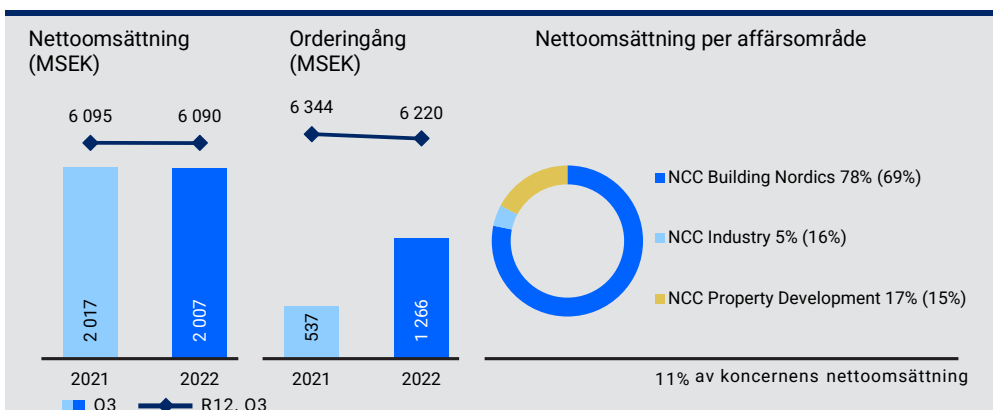 Nettoomsättning
(MSEK)
6 095
6 090
2 017
2 007
2021
2022
Q3
R12, Q3
Orderingång
(MSEK)
6 344
6 220
537
1 266
2021
2022
Nettoomsättning per affärsområde
NCC Building Nordics 78% (69%)
NCC Industry 5% (16%)
NCC Property Development 17% (15%)
11% av koncernens nettoomsättning